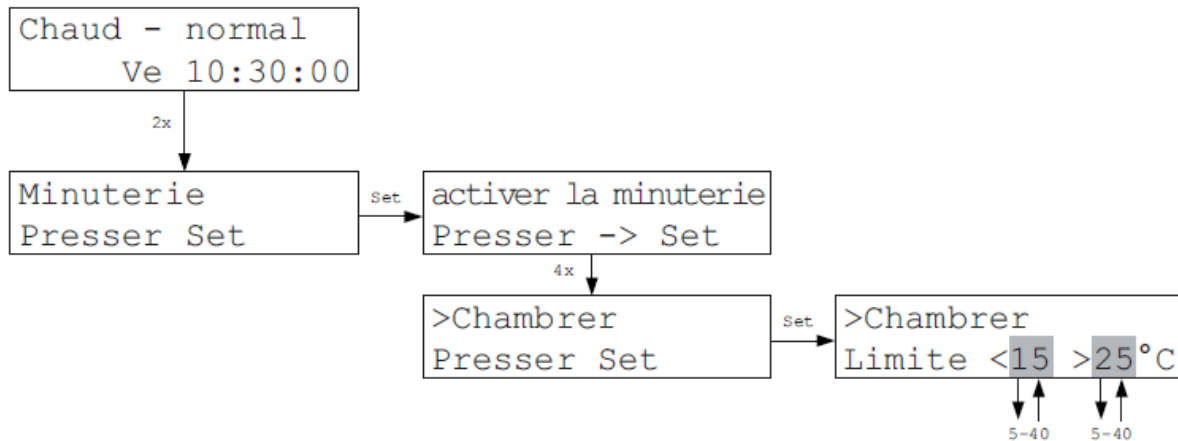 Chaud - normal
Ve 10:30:00
2x
Minuterie
Presser Set
Set
activer la minuterie
Presser -> Set
4x
>Chambrer
Presser Set
Set
>Chambrer
Limite <15 >25°C
5-40 5-40